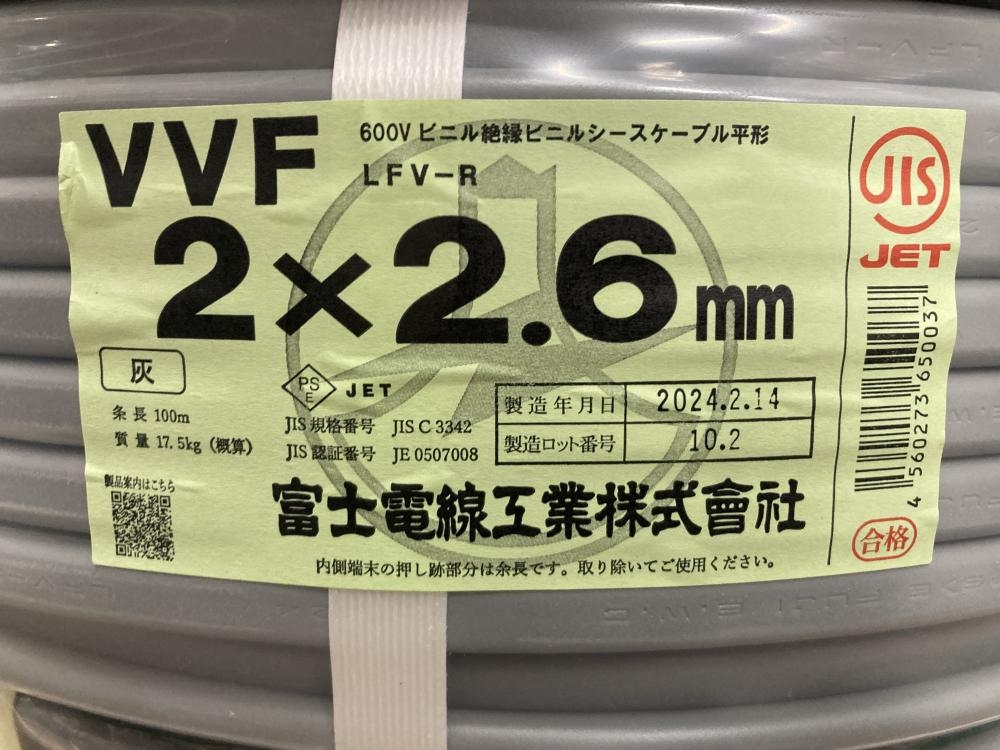 VVF
600V ビニル絶縁ビニルシースケーブル平形
LFV-R
2×2.6mm
灰
条長 100m
質量 17.5kg (概算)
製品案内はこちら
PS
E
JET
JIS 規格番号 JIS C 3342
JIS 認証番号 JE 0507008
製造年月日 2024.2.14
製造ロット番号 10.2
富士電線工業株式會社
内側端末の押し跡部分は余長です。取り除いてご使用ください。
JIS
JET
4 560273 650037
合格
LFV-R
FUJI E.W.C